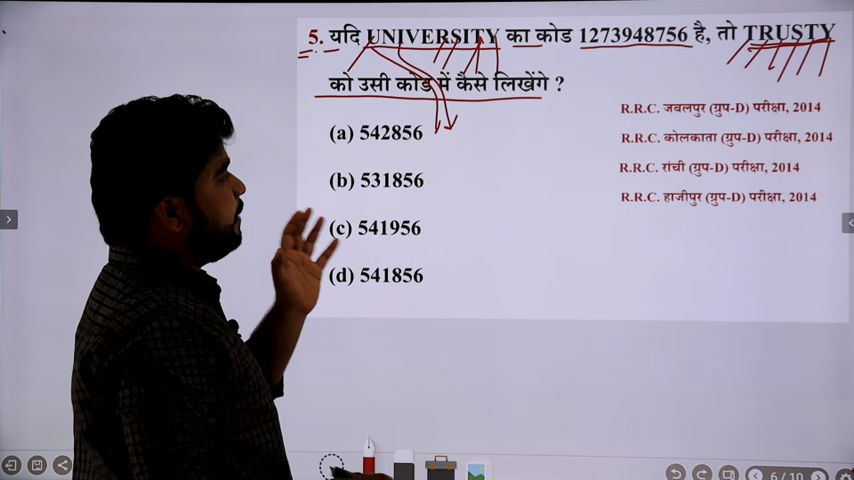 5. यदि UNIVERSITY का कोड 1273948756 है, तो TRUSTY
को उसी कोड में कैसे लिखेंगे ?
(a) 542856
(b) 531856
(c) 541956
(d) 541856
R.R.C. जबलपुर (ग्रुप-D) परीक्षा, 2014
R.R.C. कोलकाता (ग्रुप-D) परीक्षा, 2014
R.R.C. रांची (ग्रुप-D) परीक्षा, 2014
R.R.C. हाजीपुर (ग्रुप-D) परीक्षा, 2014
6 / 10